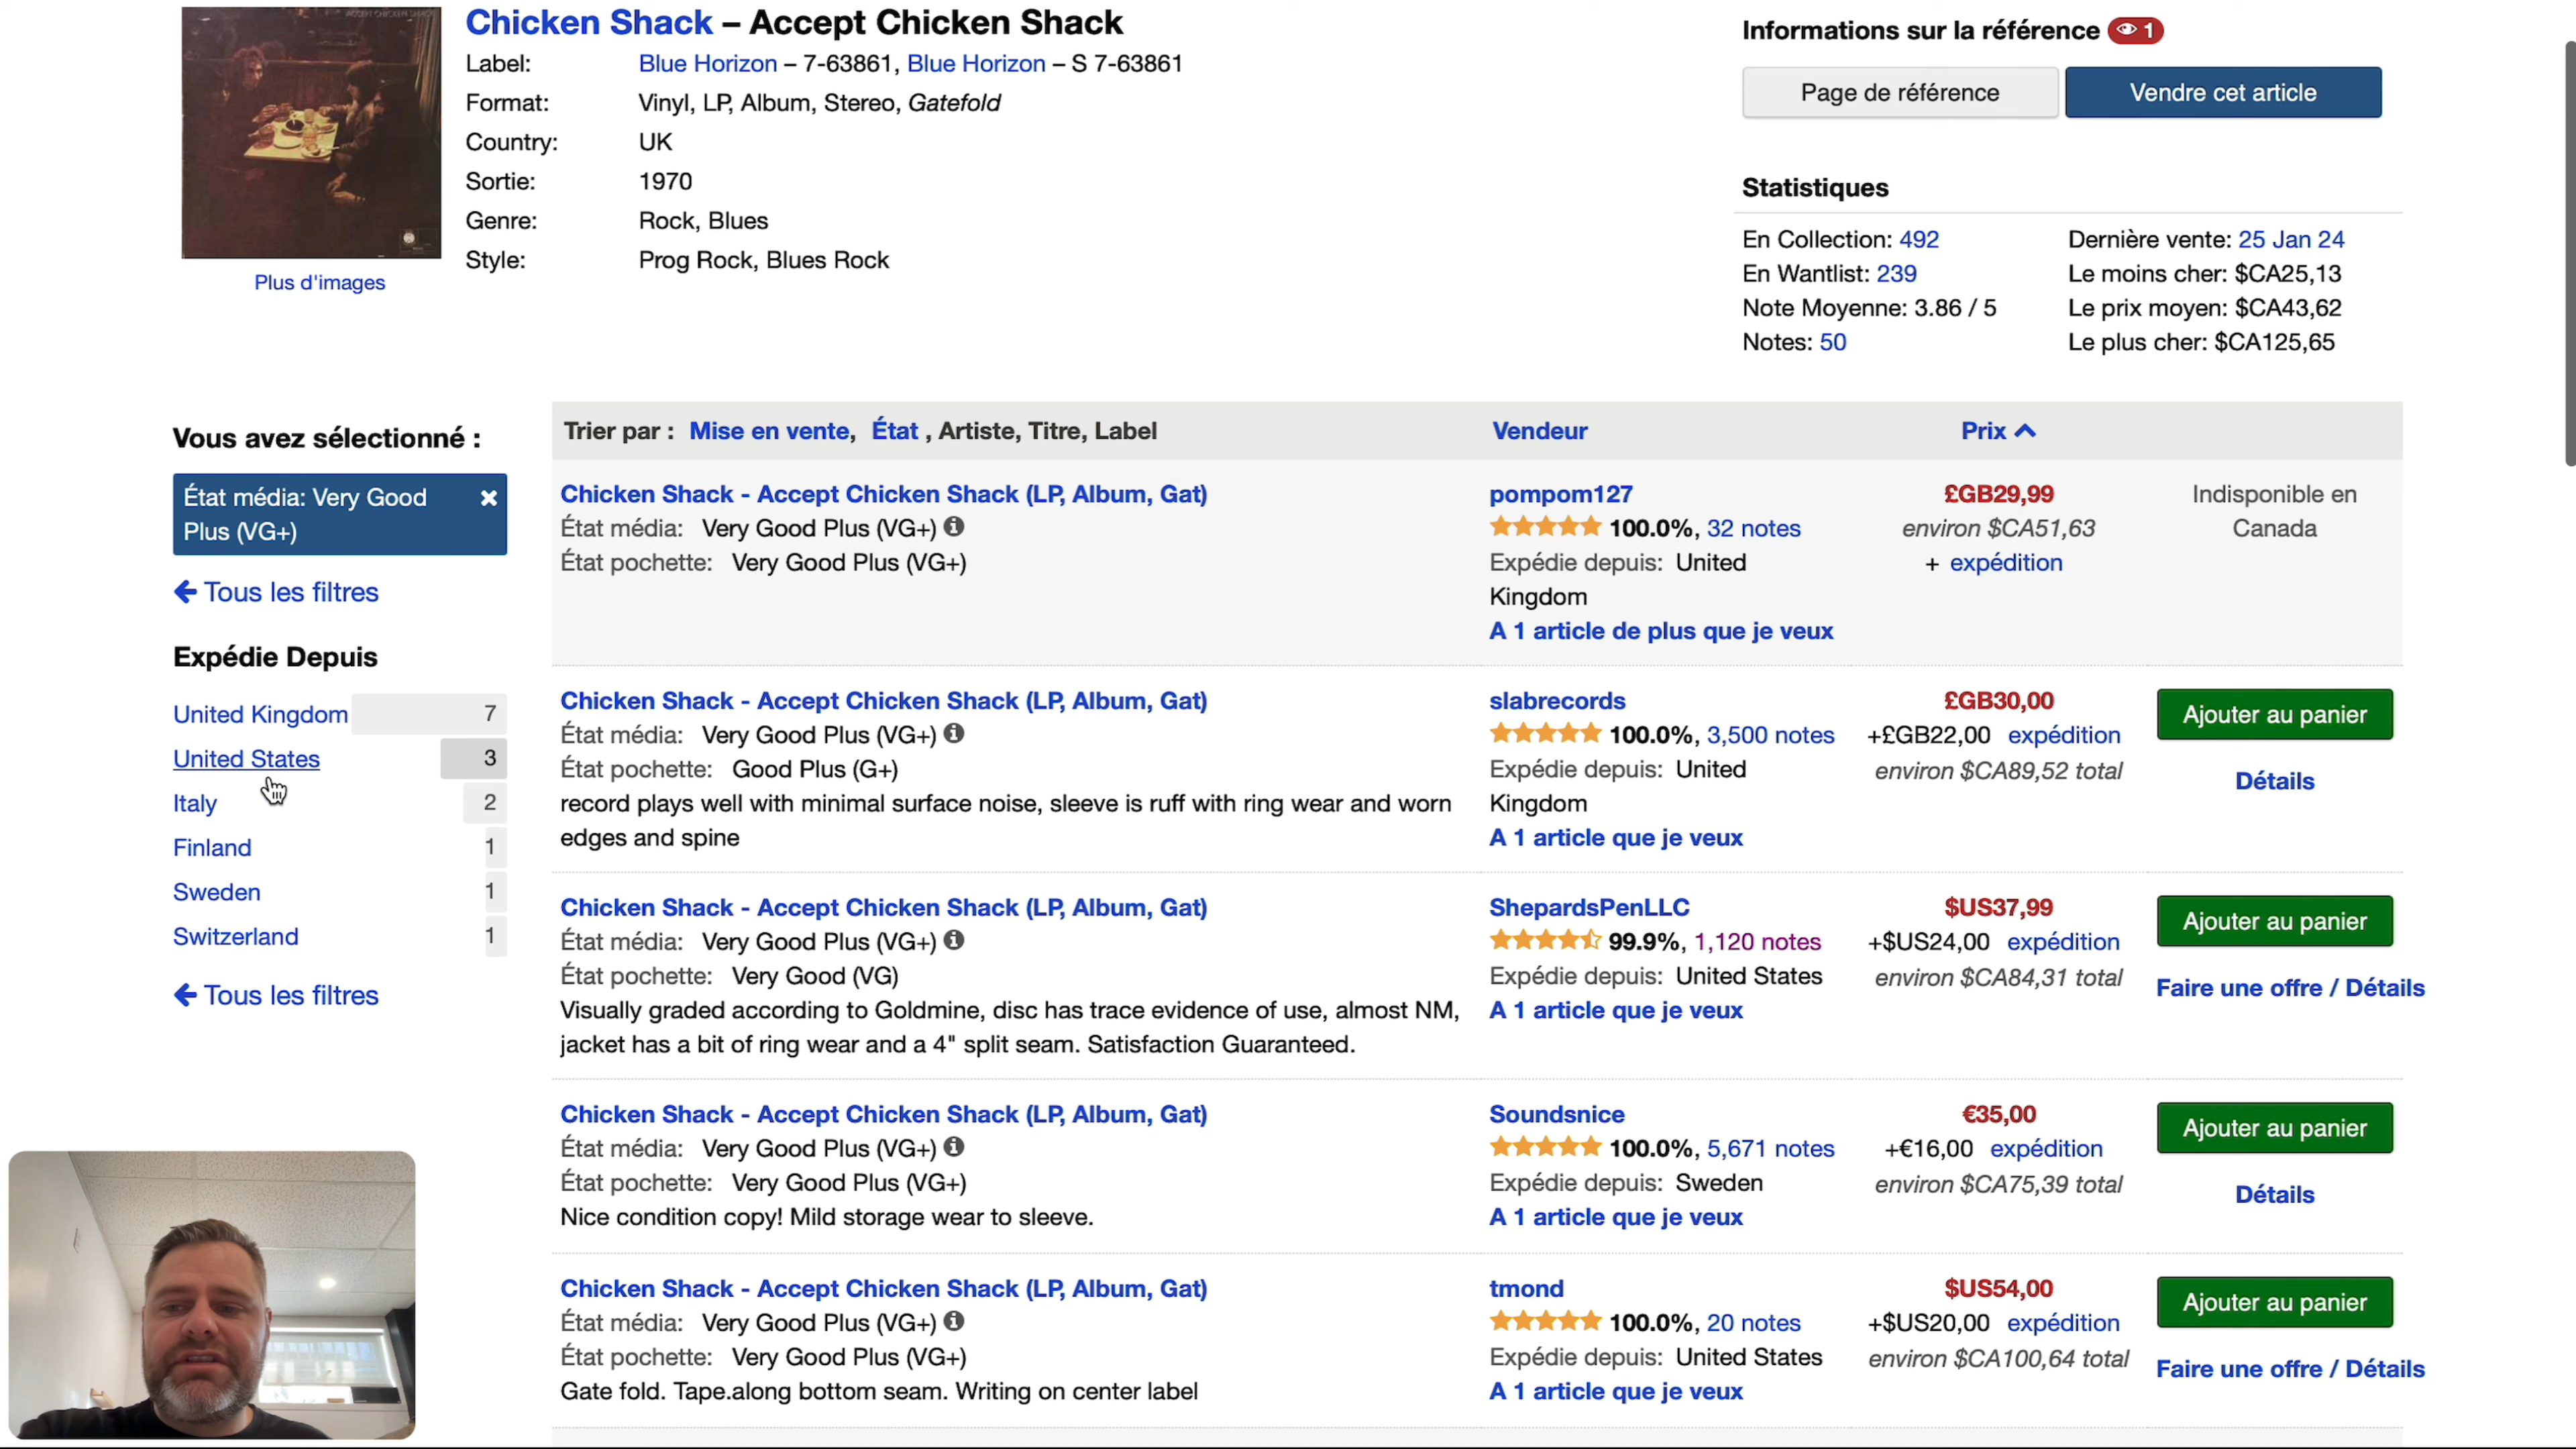 Chicken Shack – Accept Chicken Shack
Label: Blue Horizon – 7-63861, Blue Horizon – S 7-63861
Format: Vinyl, LP, Album, Stereo, Gatefold
Country: UK
Sortie: 1970
Genre: Rock, Blues
Style: Prog Rock, Blues Rock
Plus d'images
Informations sur la référence 1
Page de référence
Vendre cet article
Statistiques
En Collection: 492
En Wantlist: 239
Note Moyenne: 3.86 / 5
Notes: 50
Dernière vente: 25 Jan 24
Le moins cher: $CA25,13
Le prix moyen: $CA43,62
Le plus cher: $CA125,65
Vous avez sélectionné :
État média: Very Good
Plus (VG+)
Tous les filtres
Expédie Depuis
United Kingdom 7
United States 3
Italy 2
Finland 1
Sweden 1
Switzerland 1
Tous les filtres
Trier par : Mise en vente, État , Artiste, Titre, Label
Vendeur
Prix
Chicken Shack - Accept Chicken Shack (LP, Album, Gat)
État média: Very Good Plus (VG+)
État pochette: Very Good Plus (VG+)
pompom127
100.0%, 32 notes
Expédie depuis: United
Kingdom
A 1 article de plus que je veux
£GB29,99
environ $CA51,63
+ expédition
Indisponible en
Canada
Chicken Shack - Accept Chicken Shack (LP, Album, Gat)
État média: Very Good Plus (VG+)
État pochette: Good Plus (G+)
record plays well with minimal surface noise, sleeve is ruff with ring wear and worn
edges and spine
slabrecords
100.0%, 3,500 notes
Expédie depuis: United
Kingdom
A 1 article que je veux
£GB30,00
+£GB22,00 expédition
environ $CA89,52 total
Ajouter au panier
Détails
Chicken Shack - Accept Chicken Shack (LP, Album, Gat)
État média: Very Good Plus (VG+)
État pochette: Very Good (VG)
Visually graded according to Goldmine, disc has trace evidence of use, almost NM,
jacket has a bit of ring wear and a 4" split seam. Satisfaction Guaranteed.
ShepardsPenLLC
99.9%, 1,120 notes
Expédie depuis: United States
A 1 article que je veux
$US37,99
+$US24,00 expédition
environ $CA84,31 total
Ajouter au panier
Faire une offre / Détails
Chicken Shack - Accept Chicken Shack (LP, Album, Gat)
État média: Very Good Plus (VG+)
État pochette: Very Good Plus (VG+)
Nice condition copy! Mild storage wear to sleeve.
Soundsnice
100.0%, 5,671 notes
Expédie depuis: Sweden
A 1 article que je veux
€35,00
+€16,00 expédition
environ $CA75,39 total
Ajouter au panier
Détails
Chicken Shack - Accept Chicken Shack (LP, Album, Gat)
État média: Very Good Plus (VG+)
État pochette: Very Good Plus (VG+)
Gate fold. Tape.along bottom seam. Writing on center label
tmond
100.0%, 20 notes
Expédie depuis: United States
A 1 article que je veux
$US54,00
+$US20,00 expédition
environ $CA100,64 total
Ajouter au panier
Faire une offre / Détails